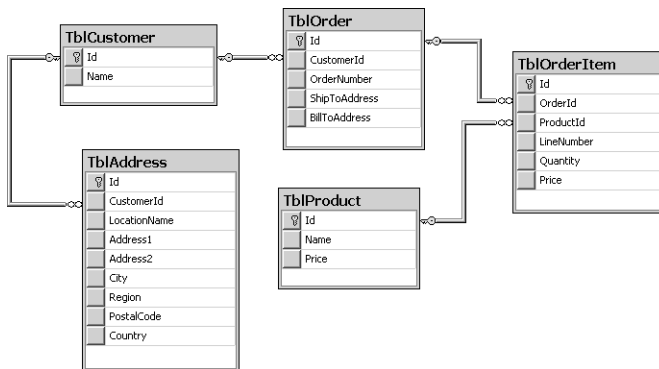 TblCustomer
Id
Name
TblOrder
Id
CustomerId
OrderNumber
ShipToAddress
BillToAddress
TblOrderItem
Id
OrderId
ProductId
LineNumber
Quantity
Price
TblAddress
Id
CustomerId
LocationName
Address1
Address2
City
Region
PostalCode
Country
TblProduct
Id
Name
Price